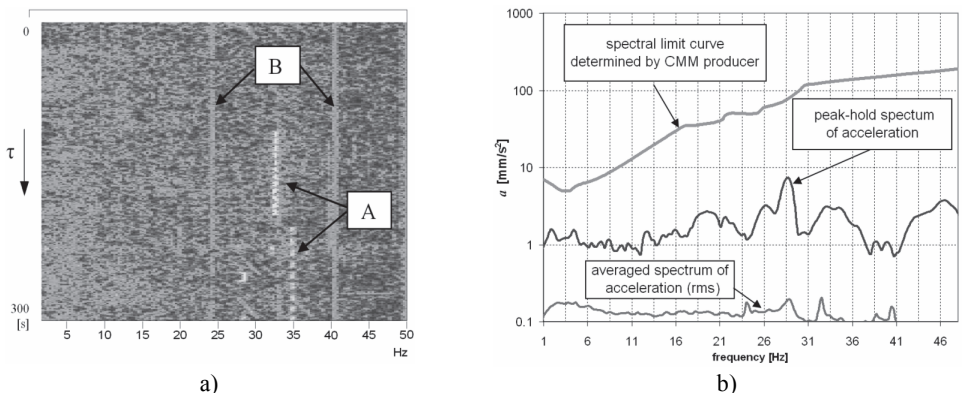 0
B
τ
A
300
[s]
5 10 15 20 25 30 35 40 45 50
Hz
a)
1000
100
10
1
0.1
a [mm/s²]
spectral limit curve
determined by CMM producer
peak-hold spectum
of acceleration
averaged spectrum of
acceleration (rms)
1 6 11 16 21 26 31 36 41 46
frequency [Hz]
b)